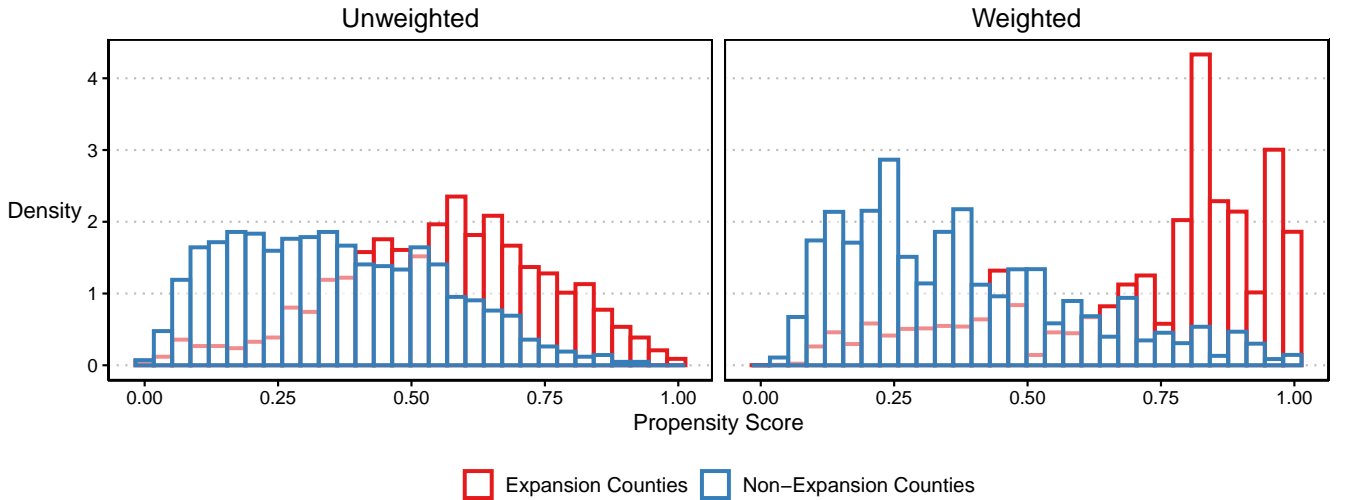 Unweighted
Weighted
Density
4
3
2
1
0
0.00 0.25 0.50 0.75 1.00
0.00 0.25 0.50 0.75 1.00
Propensity Score
Expansion Counties Non−Expansion Counties